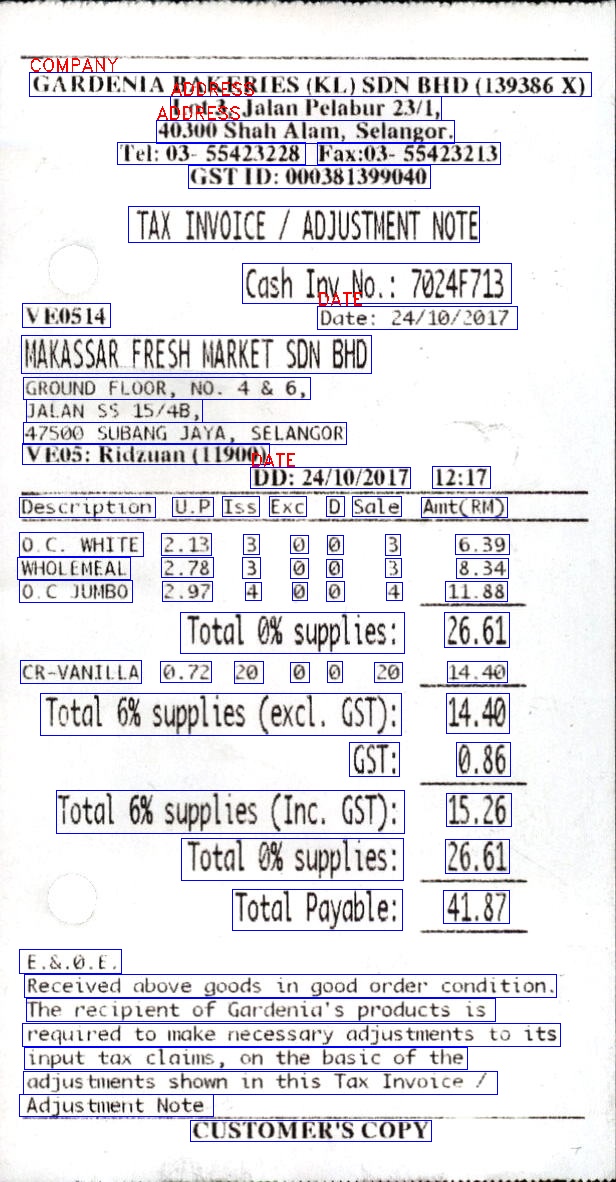 COMPANY
GARDENIA BAKERIES (KL) SDN BHD (139386 X)
ADDRESS
Lot 3, Jalan Pelabur 23/1,
ADDRESS
40300 Shah Alam, Selangor.
Tel: 03- 55423228 Fax:03- 55423213
GST ID: 000381399040
TAX INVOICE / ADJUSTMENT NOTE
Cash Inv No.: 7024F713
DATE
VE0514 Date: 24/10/2017
MAKASSAR FRESH MARKET SDN BHD
GROUND FLOOR, NO. 4 & 6,
JALAN SS 15/4B,
47500 SUBANG JAYA, SELANGOR
VE05: Ridzuan (11900)
DATE
DD: 24/10/2017 12:17
Description U.P Iss Exc D Sale Amt(RM)
O.C. WHITE 2.13 3 0 0 3 6.39
WHOLEMEAL 2.78 3 0 0 3 8.34
O.C JUMBO 2.97 4 0 0 4 11.88
Total 0% supplies: 26.61
CR-VANILLA 0.72 20 0 0 20 14.40
Total 6% supplies (excl. GST): 14.40
GST: 0.86
Total 6% supplies (Inc. GST): 15.26
Total 0% supplies: 26.61
Total Payable: 41.87
E.&.O.E.
Received above goods in good order condition.
The recipient of Gardenia's products is
required to make necessary adjustments to its
input tax claims, on the basic of the
adjustments shown in this Tax Invoice /
Adjustment Note
CUSTOMER'S COPY